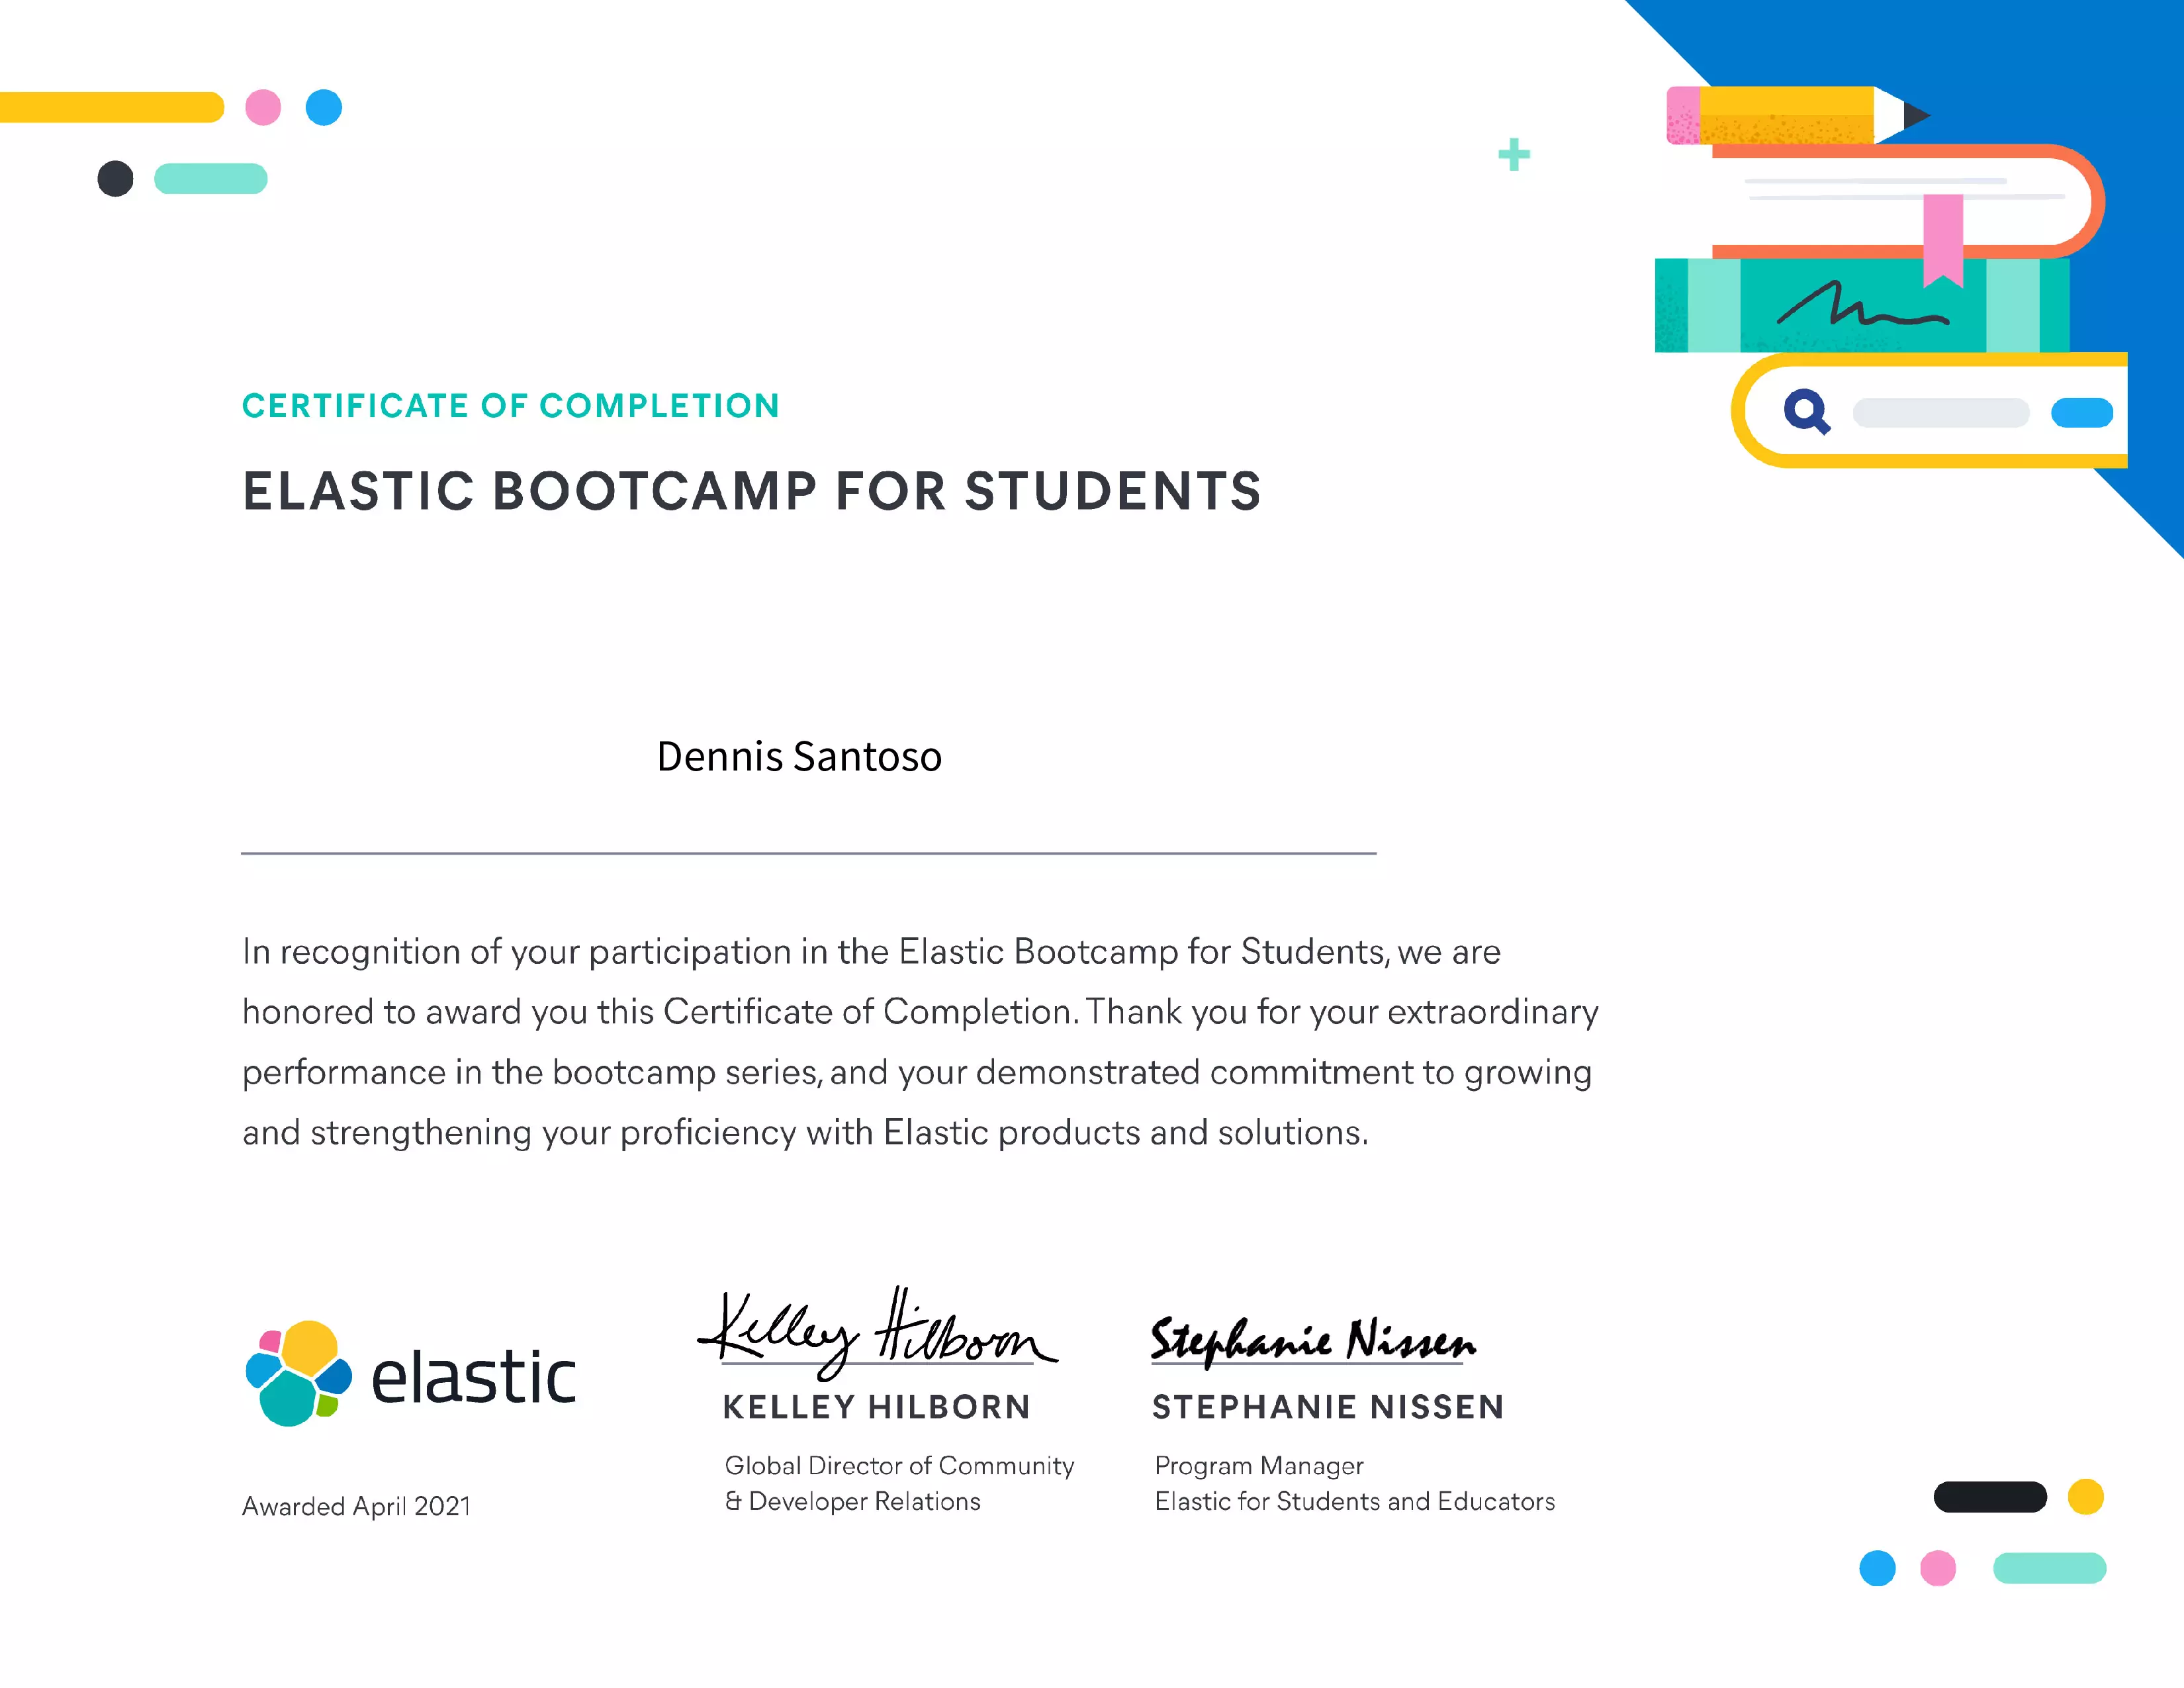 CERTIFICATE OF COMPLETION
ELASTIC BOOTCAMP FOR STUDENTS
Dennis Santoso
In recognition of your participation in the Elastic Bootcamp for Students, we are
honored to award you this Certificate of Completion. Thank you for your extraordinary
performance in the bootcamp series, and your demonstrated commitment to growing
and strengthening your proficiency with Elastic products and solutions.
elastic
Awarded April 2021
Kelley Hilborn
KELLEY HILBORN
Global Director of Community
& Developer Relations
Stephanie Nissen
STEPHANIE NISSEN
Program Manager
Elastic for Students and Educators